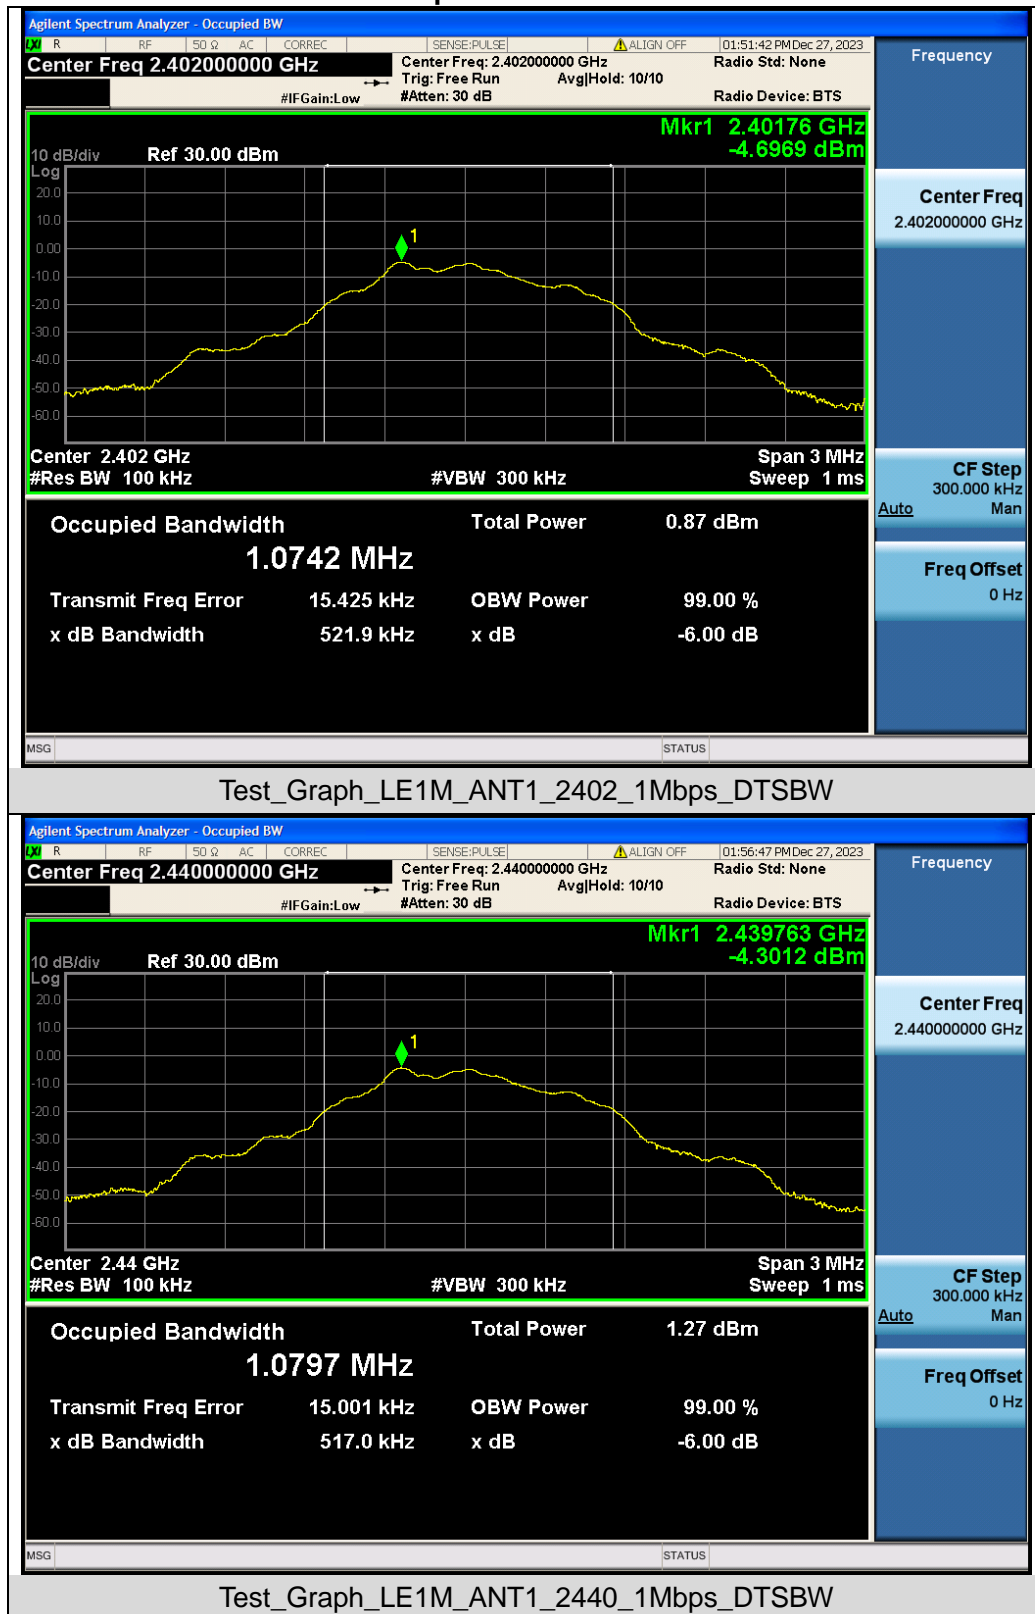 Agilent Spectrum Analyzer - Occupied BW
LXI R RF 50 Ω AC CORREC SENSE:PULSE ALIGN OFF 01:51:42 PM Dec 27, 2023
Center Freq 2.402000000 GHz
Center Freq: 2.402000000 GHz Radio Std: None
Trig: Free Run Avg|Hold: 10/10
#IFGain:Low #Atten: 30 dB Radio Device: BTS
Mkr1 2.40176 GHz
-4.6969 dBm
10 dB/div Ref 30.00 dBm
Log
20.0
10.0
0.00
-10.0
-20.0
-30.0
-40.0
-50.0
-60.0
1
Center 2.402 GHz Span 3 MHz
#Res BW 100 kHz #VBW 300 kHz Sweep 1 ms
Occupied Bandwidth Total Power 0.87 dBm
1.0742 MHz
Transmit Freq Error 15.425 kHz OBW Power 99.00 %
x dB Bandwidth 521.9 kHz x dB -6.00 dB
MSG STATUS
Frequency
Center Freq
2.402000000 GHz
CF Step
300.000 kHz
Auto Man
Freq Offset
0 Hz
Test_Graph_LE1M_ANT1_2402_1Mbps_DTSBW
Agilent Spectrum Analyzer - Occupied BW
LXI R RF 50 Ω AC CORREC SENSE:PULSE ALIGN OFF 01:56:47 PM Dec 27, 2023
Center Freq 2.440000000 GHz
Center Freq: 2.440000000 GHz Radio Std: None
Trig: Free Run Avg|Hold: 10/10
#IFGain:Low #Atten: 30 dB Radio Device: BTS
Mkr1 2.439763 GHz
-4.3012 dBm
10 dB/div Ref 30.00 dBm
Log
20.0
10.0
0.00
-10.0
-20.0
-30.0
-40.0
-50.0
-60.0
1
Center 2.44 GHz Span 3 MHz
#Res BW 100 kHz #VBW 300 kHz Sweep 1 ms
Occupied Bandwidth Total Power 1.27 dBm
1.0797 MHz
Transmit Freq Error 15.001 kHz OBW Power 99.00 %
x dB Bandwidth 517.0 kHz x dB -6.00 dB
MSG STATUS
Frequency
Center Freq
2.440000000 GHz
CF Step
300.000 kHz
Auto Man
Freq Offset
0 Hz
Test_Graph_LE1M_ANT1_2440_1Mbps_DTSBW